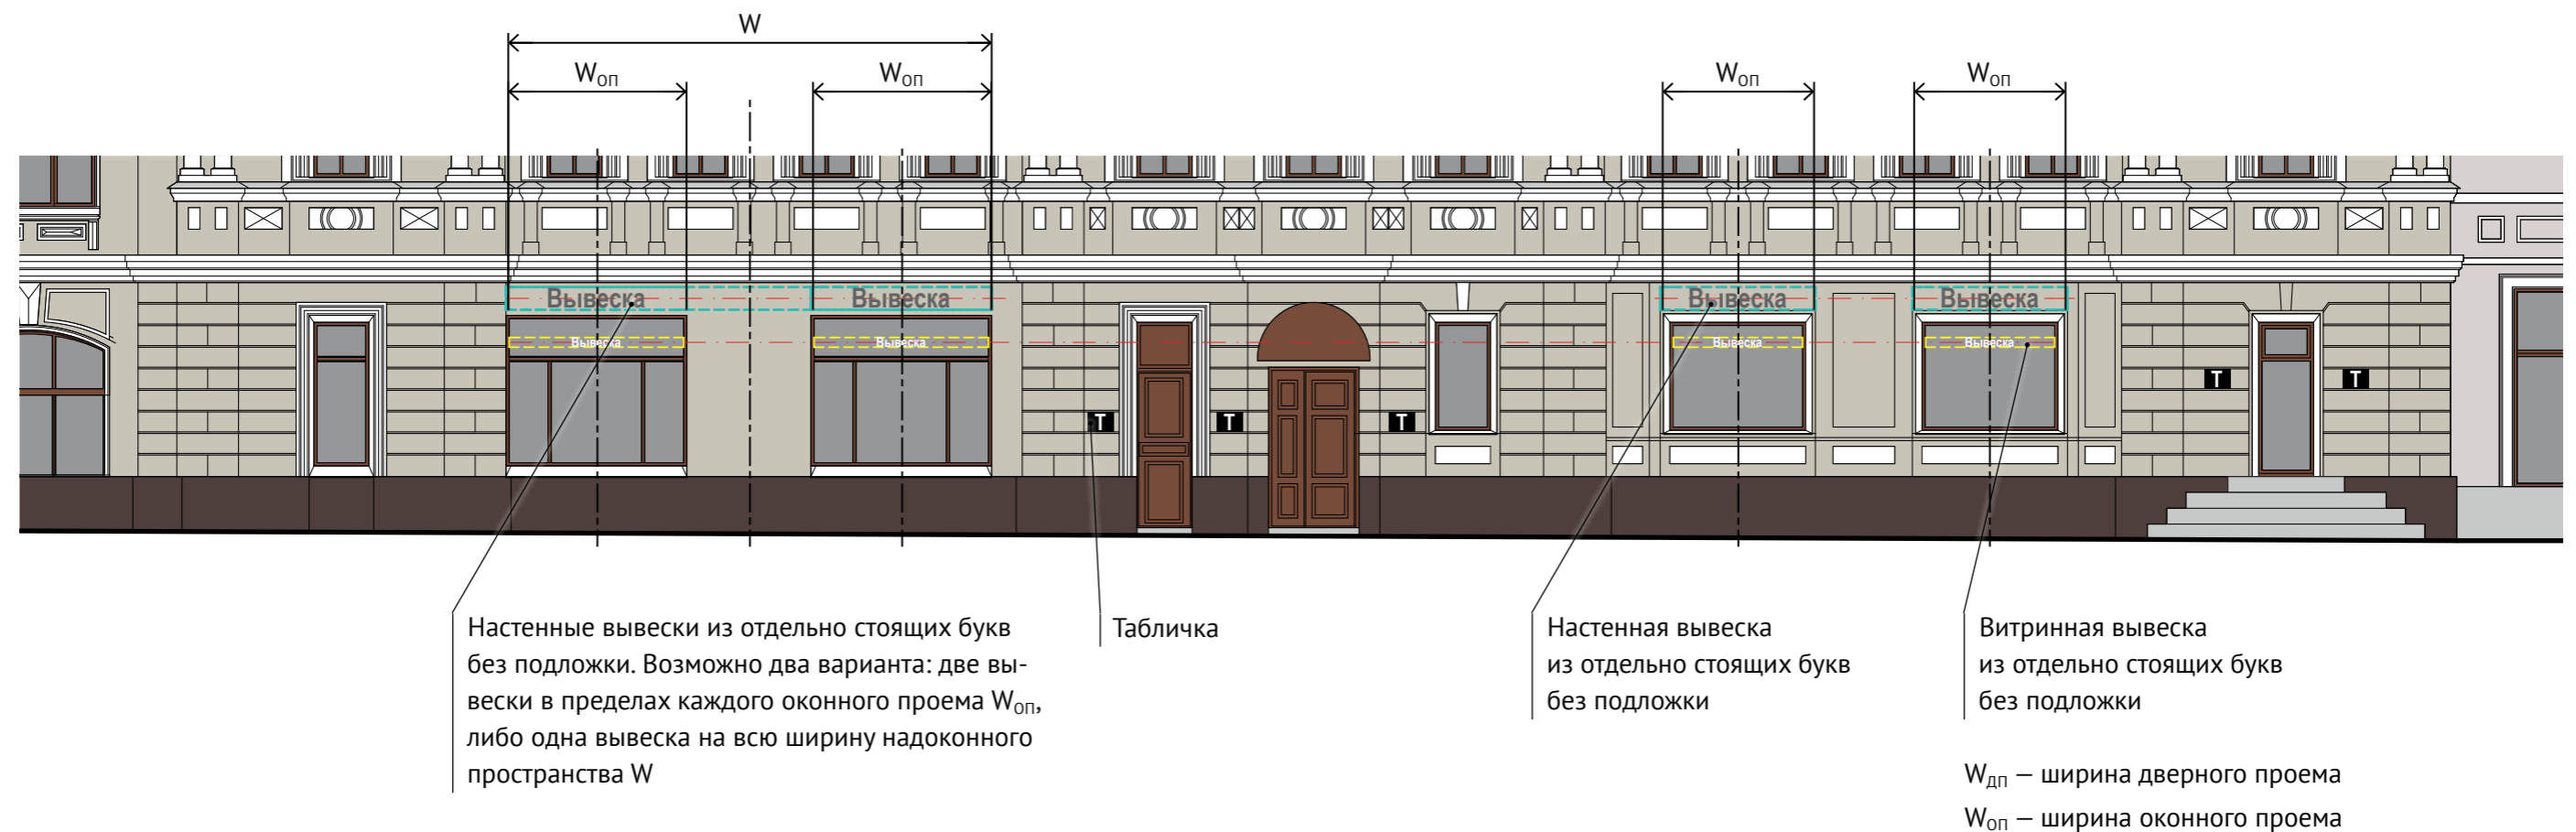 W
Wоп Wоп Wоп Wоп
Вывеска Вывеска Вывеска Вывеска
Вывеска Вывеска Вывеска Вывеска
Т Т
Т Т Т
Настенные вывески из отдельно стоящих букв
без подложки. Возможно два варианта: две вы-
вески в пределах каждого оконного проема Wоп,
либо одна вывеска на всю ширину надоконного
пространства W
Табличка
Настенная вывеска
из отдельно стоящих букв
без подложки
Витринная вывеска
из отдельно стоящих букв
без подложки
Wдп – ширина дверного проема
Wоп – ширина оконного проема